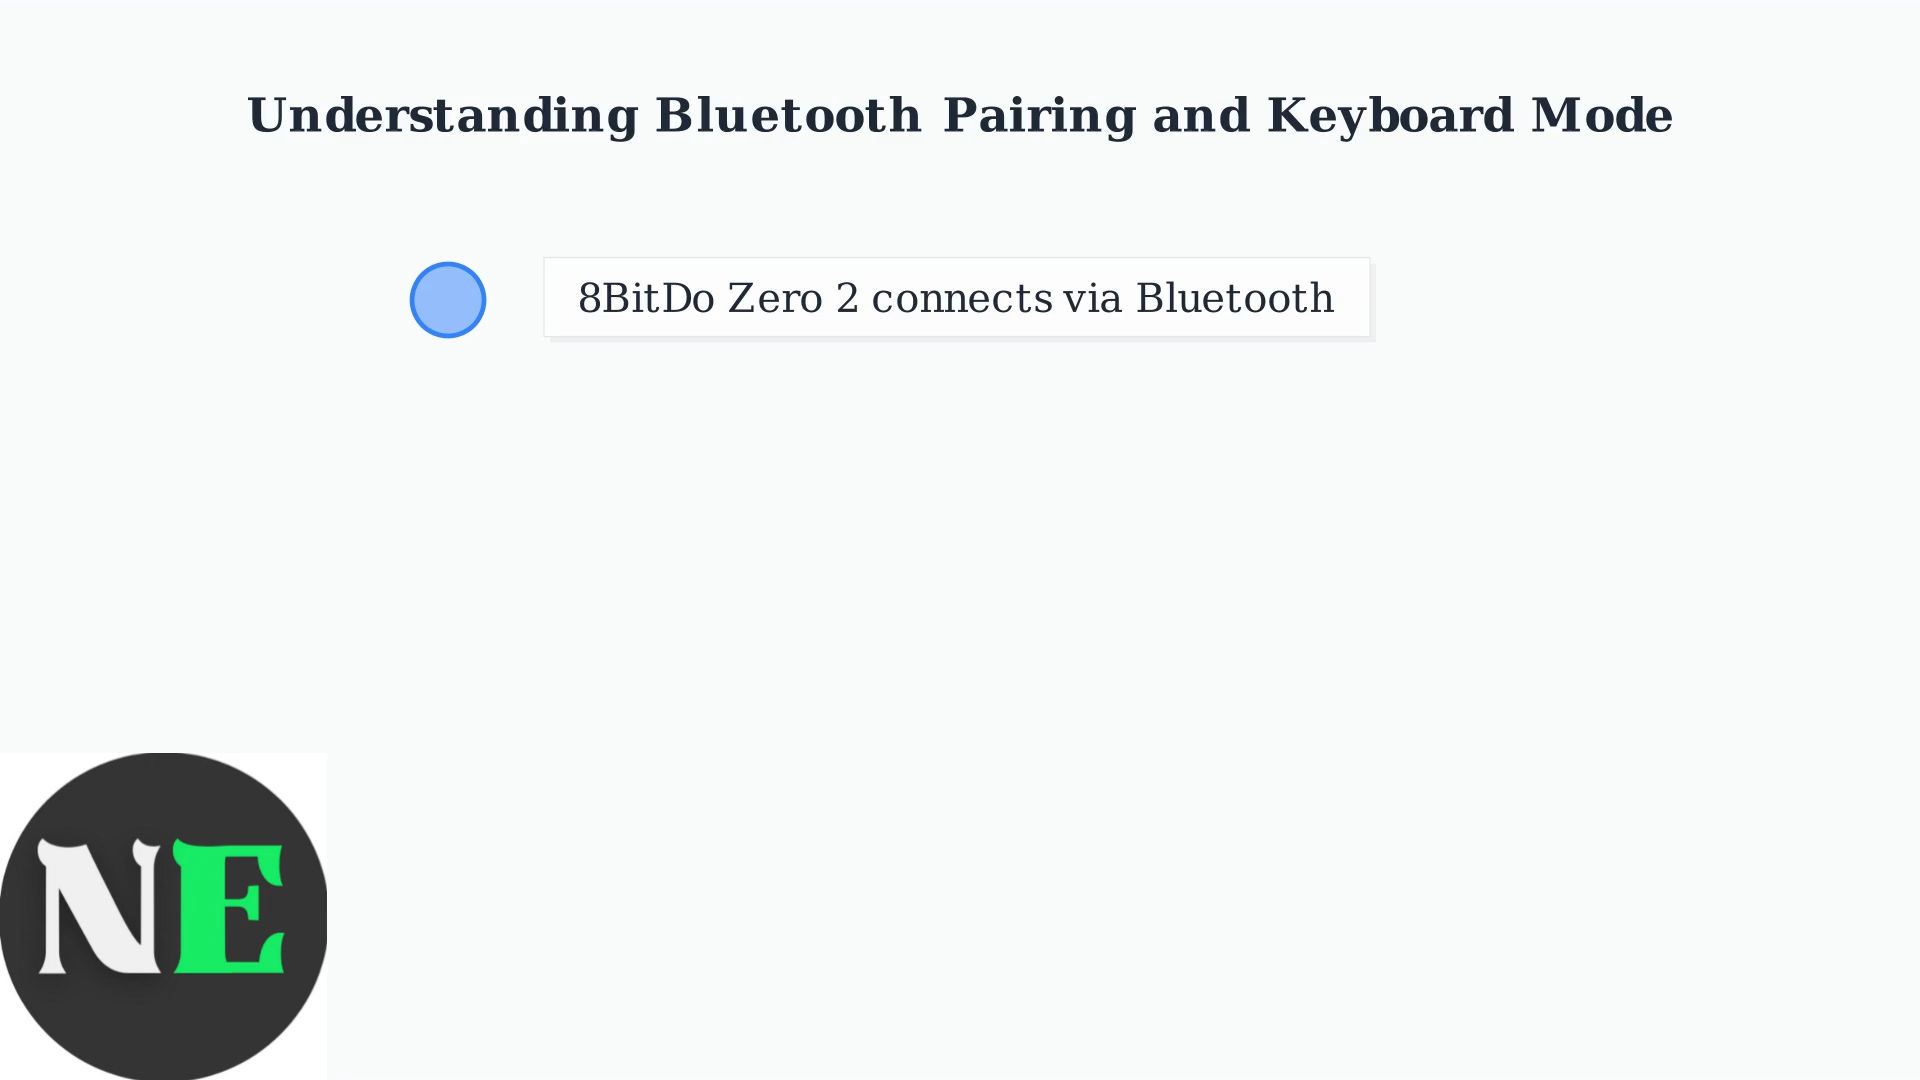 Understanding Bluetooth Pairing and Keyboard Mode
8BitDo Zero 2 connects via Bluetooth
NE